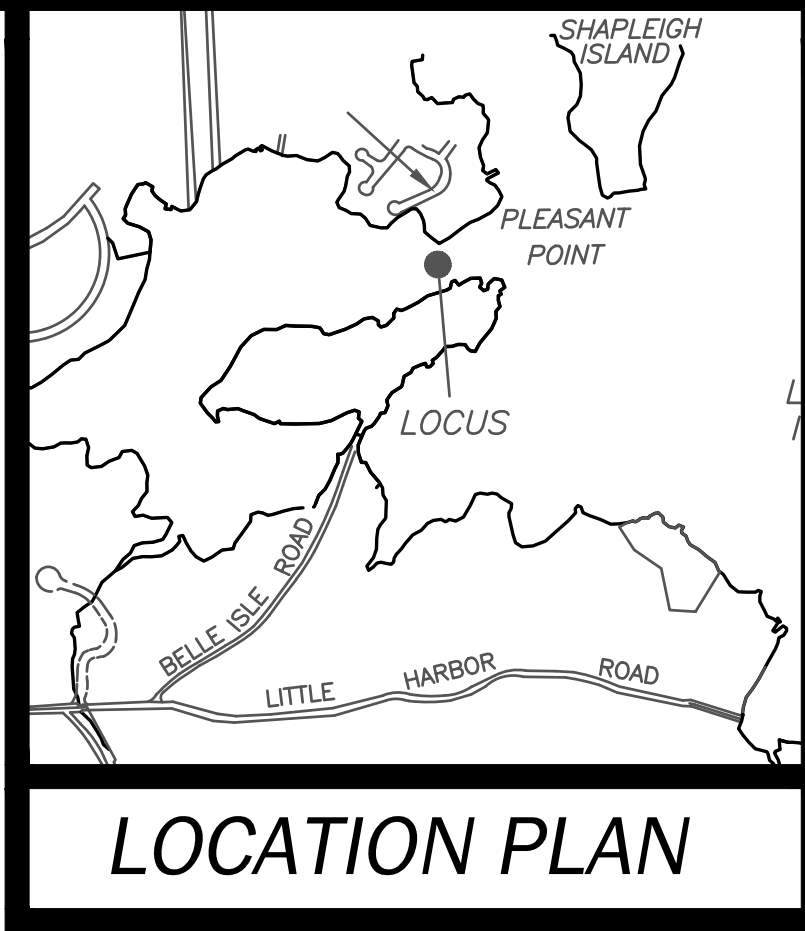 SHAPLEIGH
ISLAND
PLEASANT
POINT
LOCUS
BELLE ISLE ROAD
LITTLE HARBOR ROAD
LOCATION PLAN